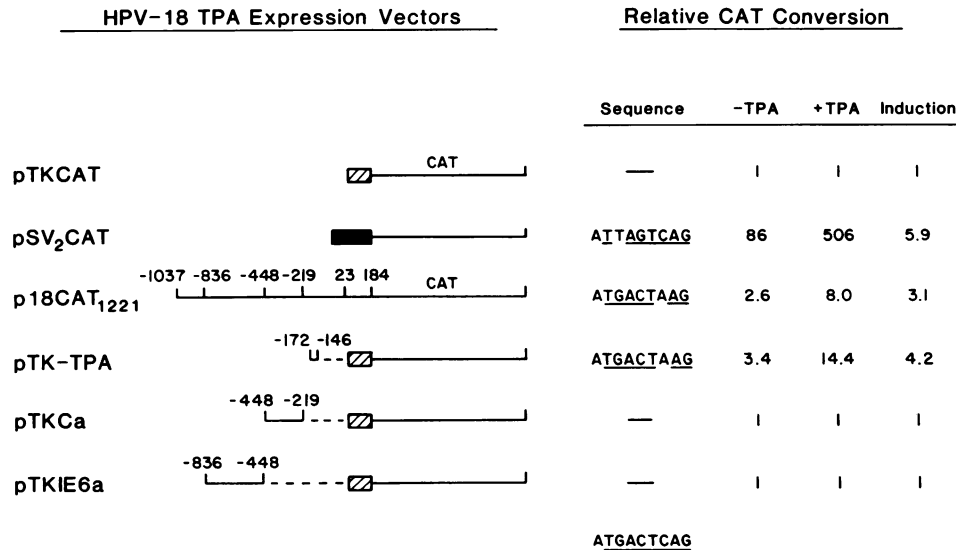 HPV-18 TPA Expression Vectors Relative CAT Conversion
Sequence -TPA +TPA Induction
pTKCAT CAT — 1 1 1
pSV2CAT ATTAGTCAG 86 506 5.9
-1037 -836 -448 -219 23 184 CAT
p18CAT1221 ATGACTAAG 2.6 8.0 3.1
-172 -146
pTK-TPA ATGACTAAG 3.4 14.4 4.2
-448 -219
pTKCa — 1 1 1
-836 -448
pTKIE6a — 1 1 1
ATGACTCAG